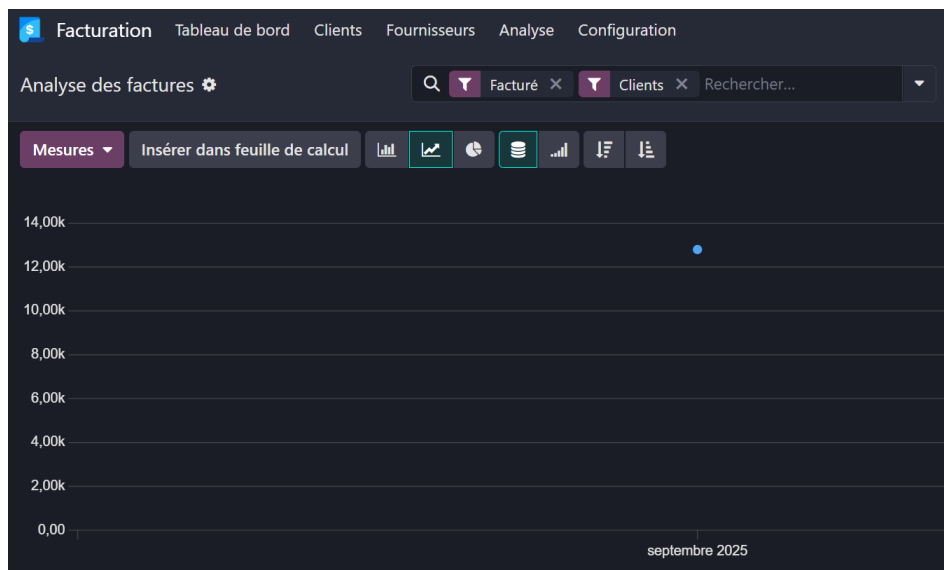 $ Facturation Tableau de bord Clients Fournisseurs Analyse Configuration
Analyse des factures Facturé Clients Rechercher...
Mesures Insérer dans feuille de calcul
14,00k
12,00k
10,00k
8,00k
6,00k
4,00k
2,00k
0,00
septembre 2025